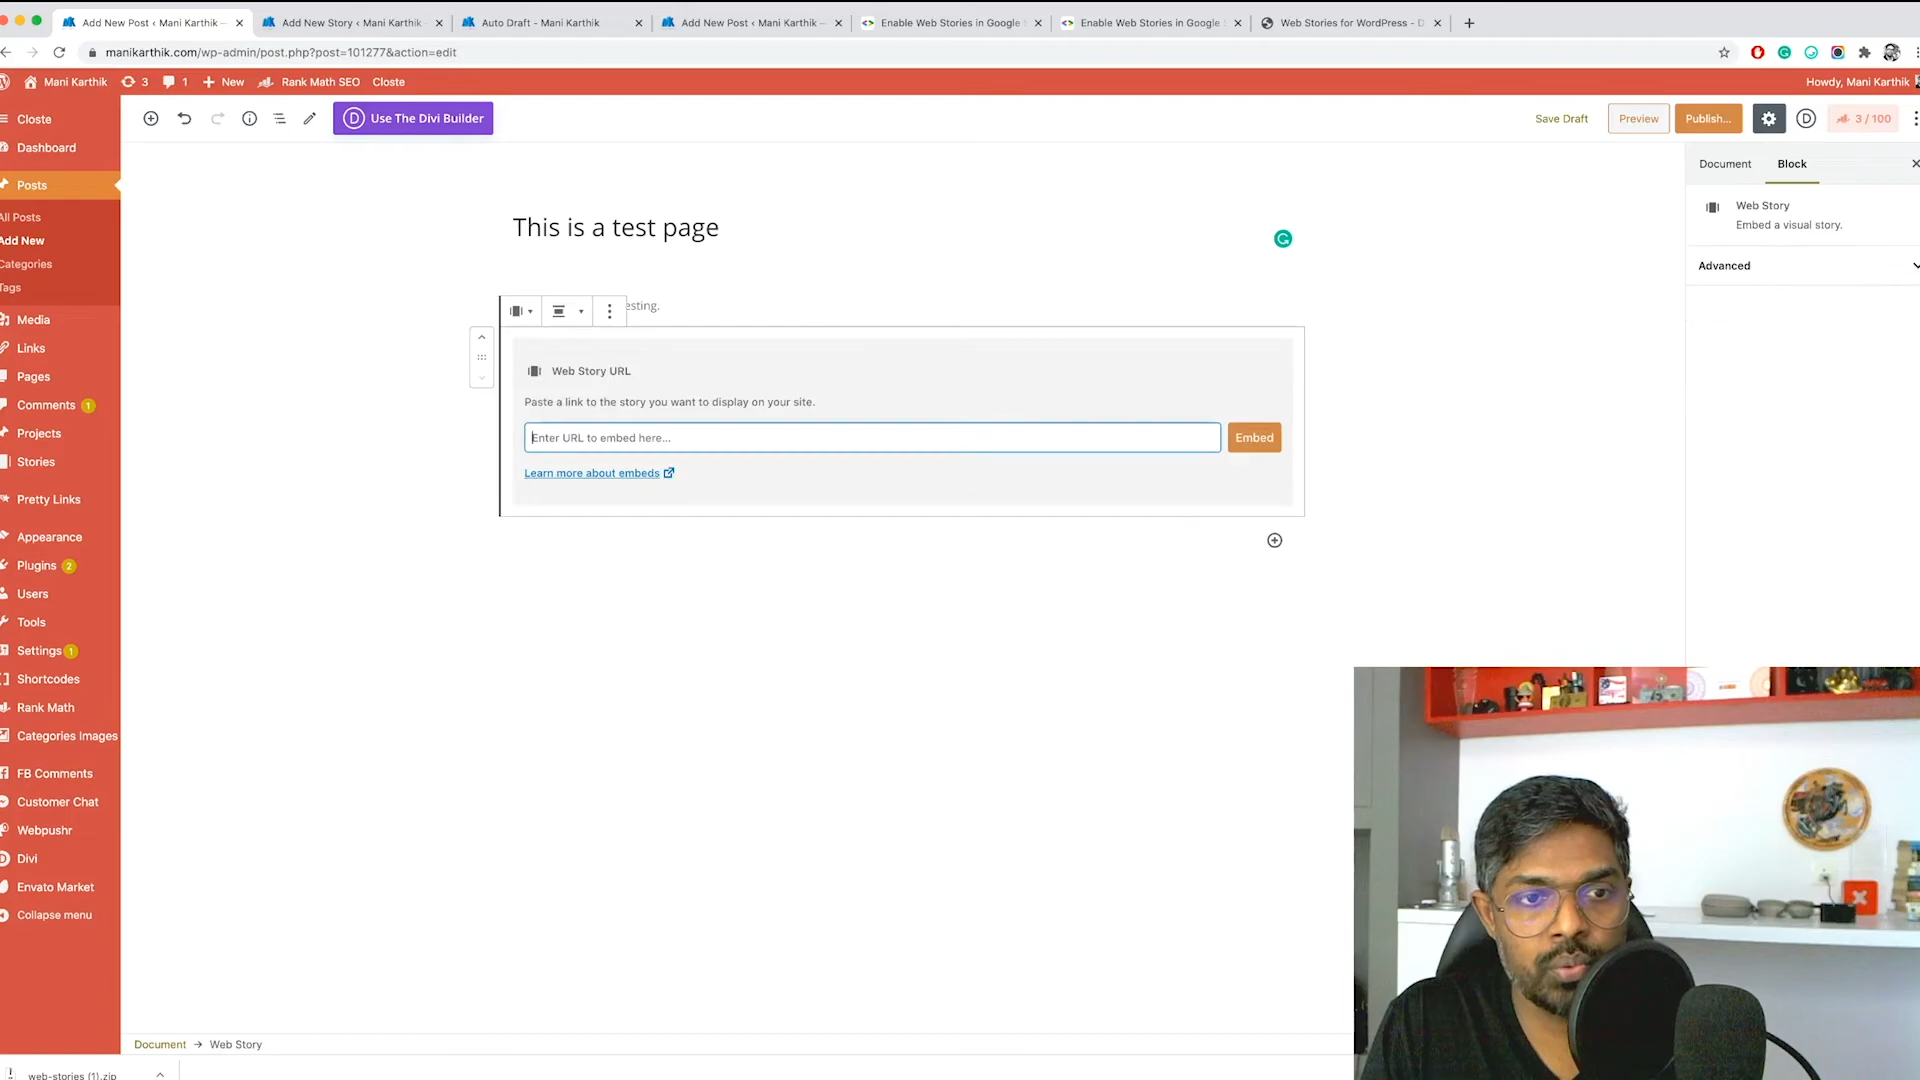 Add New Post ‹ Mani Karthik —
Add New Story ‹ Mani Karthik
Auto Draft - Mani Karthik
Add New Post ‹ Mani Karthik —
Enable Web Stories in Google
Enable Web Stories in Google
Web Stories for WordPress - D
manikarthik.com/wp-admin/post.php?post=101277&action=edit
Mani Karthik
3
1
New
Rank Math SEO
Closte
Howdy, Mani Karthik
Closte
Dashboard
Posts
All Posts
Add New
Categories
Tags
Media
Links
Pages
Comments 1
Projects
Stories
Pretty Links
Appearance
Plugins 2
Users
Tools
Settings 1
Shortcodes
Rank Math
Categories Images
FB Comments
Customer Chat
Webpushr
Divi
Envato Market
Collapse menu
D Use The Divi Builder
Save Draft
Preview
Publish...
D
3 / 100
This is a test page
esting.
Web Story URL
Paste a link to the story you want to display on your site.
Enter URL to embed here...
Embed
Learn more about embeds
Document
Block
Web Story
Embed a visual story.
Advanced
Document → Web Story
web-stories (1).zip